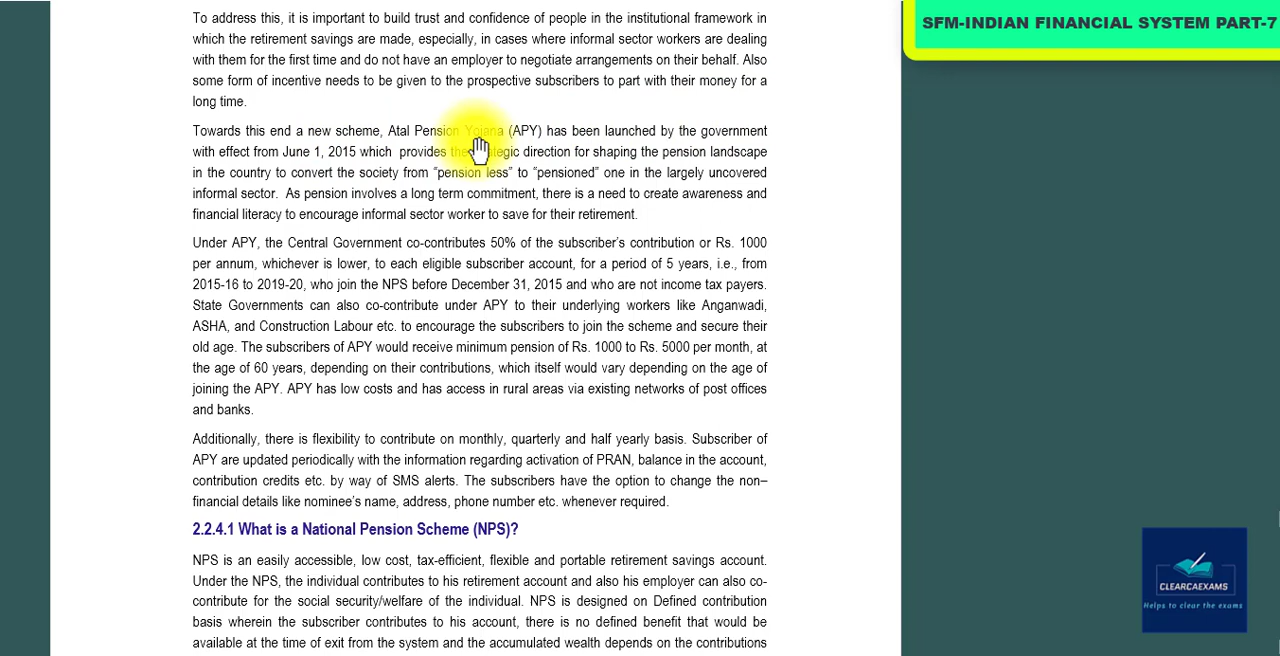 SFM-INDIAN FINANCIAL SYSTEM PART-7
To address this, it is important to build trust and confidence of people in the institutional framework in
which the retirement savings are made, especially, in cases where informal sector workers are dealing
with them for the first time and do not have an employer to negotiate arrangements on their behalf. Also
some form of incentive needs to be given to the prospective subscribers to part with their money for a
long time.
Towards this end a new scheme, Atal Pension Yojana (APY) has been launched by the government
with effect from June 1, 2015 which provides the strategic direction for shaping the pension landscape
in the country to convert the society from “pension less” to “pensioned” one in the largely uncovered
informal sector. As pension involves a long term commitment, there is a need to create awareness and
financial literacy to encourage informal sector worker to save for their retirement.
Under APY, the Central Government co-contributes 50% of the subscriber’s contribution or Rs. 1000
per annum, whichever is lower, to each eligible subscriber account, for a period of 5 years, i.e., from
2015-16 to 2019-20, who join the NPS before December 31, 2015 and who are not income tax payers.
State Governments can also co-contribute under APY to their underlying workers like Anganwadi,
ASHA, and Construction Labour etc. to encourage the subscribers to join the scheme and secure their
old age. The subscribers of APY would receive minimum pension of Rs. 1000 to Rs. 5000 per month, at
the age of 60 years, depending on their contributions, which itself would vary depending on the age of
joining the APY. APY has low costs and has access in rural areas via existing networks of post offices
and banks.
Additionally, there is flexibility to contribute on monthly, quarterly and half yearly basis. Subscriber of
APY are updated periodically with the information regarding activation of PRAN, balance in the account,
contribution credits etc. by way of SMS alerts. The subscribers have the option to change the non–
financial details like nominee’s name, address, phone number etc. whenever required.
2.2.4.1 What is a National Pension Scheme (NPS)?
NPS is an easily accessible, low cost, tax-efficient, flexible and portable retirement savings account.
Under the NPS, the individual contributes to his retirement account and also his employer can also co-
contribute for the social security/welfare of the individual. NPS is designed on Defined contribution
basis wherein the subscriber contributes to his account, there is no defined benefit that would be
available at the time of exit from the system and the accumulated wealth depends on the contributions
CLEARCAEXAMS
Helps to clear the exams